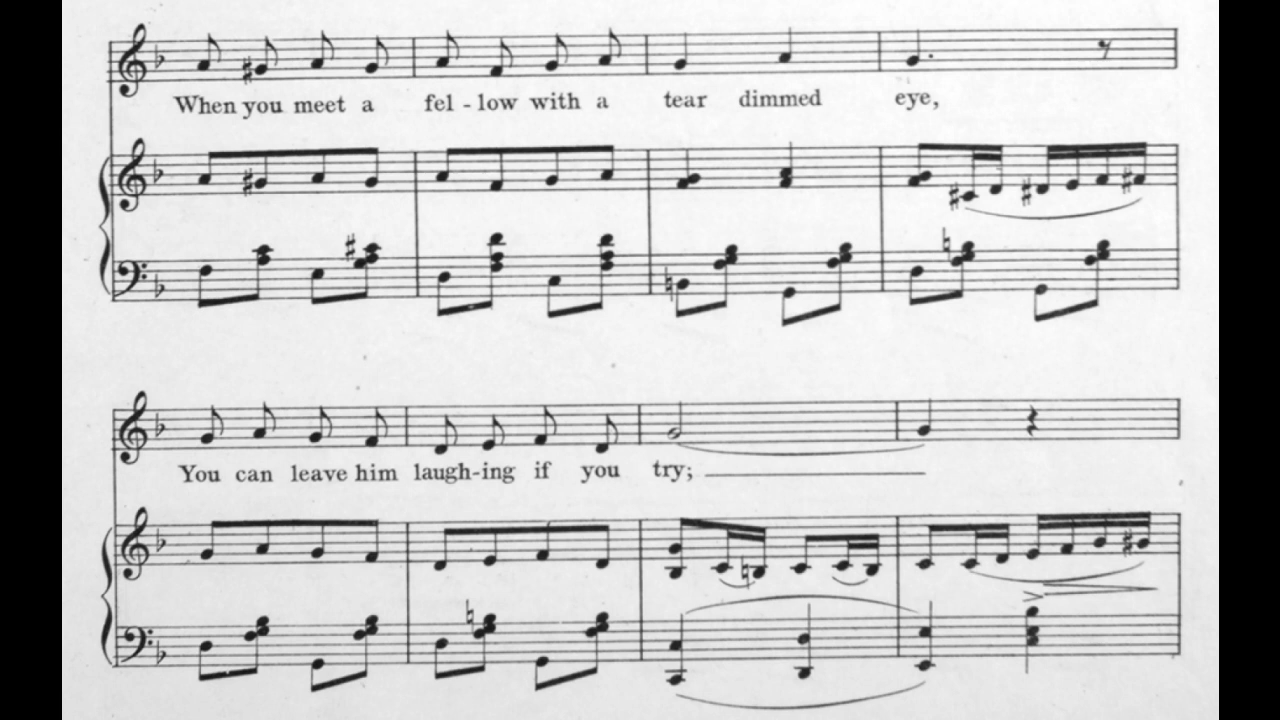 When you meet a fel - low with a tear dimmed eye,
You can leave him laugh-ing if you try;